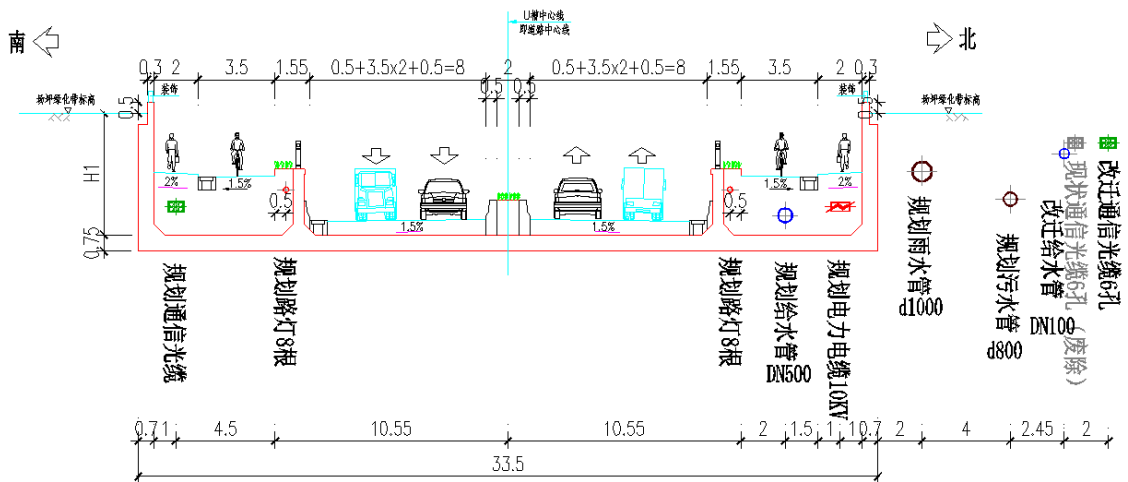 U槽中心线
即道路中心线
南
北
0.3 2 3.5 1.55 0.5+3.5x2+0.5=8 2 0.5+3.5x2+0.5=8 1.55 3.5 2 0.3
装饰
0.5 0.5
装饰
场坪绿化带标高
0.5
0.5
场坪绿化带标高
H1
0.75
2%
1.5%
0.5
1.5%
1.5%
0.5
1.5%
2%
规划通信光缆
规划路灯8根
规划路灯8根
规划给水管
DN500
规划电力电缆10KV
规划雨水管
d1000
规划污水管
d800
改迁给水管
DN100
现状通信光缆6孔（废除）
改迁通信光缆6孔
0.7 1 4.5 10.55 10.55 2 1.5 1 1 0.7 2 4 2.45 2
33.5